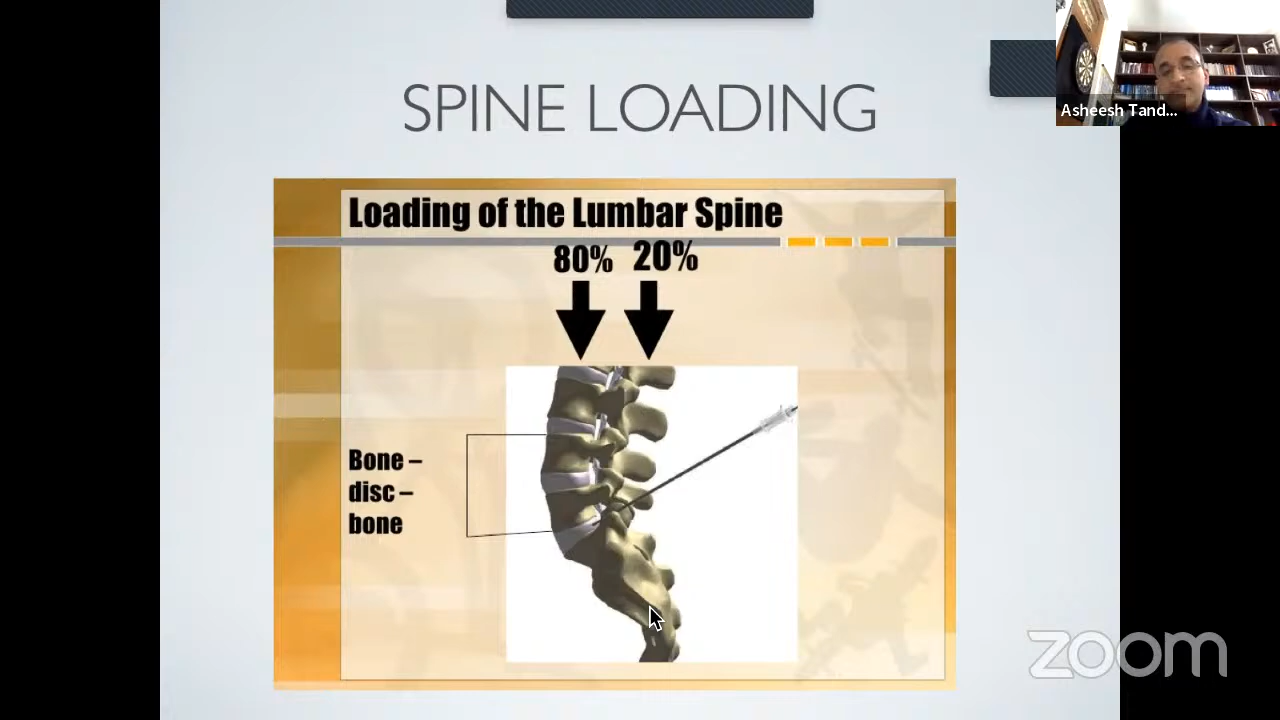 SPINE LOADING
Asheesh Tand...
Loading of the Lumbar Spine
80% 20%
Bone –
disc –
bone
zoom